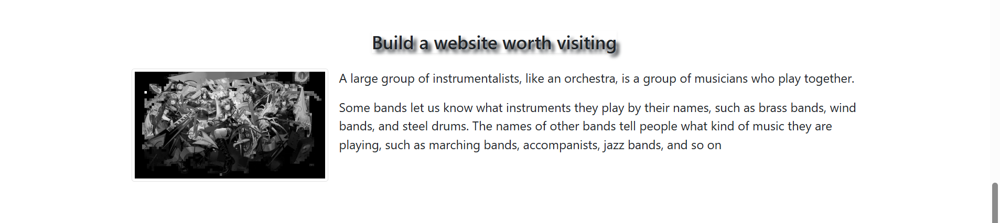 Build a website worth visiting
A large group of instrumentalists, like an orchestra, is a group of musicians who play together.
Some bands let us know what instruments they play by their names, such as brass bands, wind
bands, and steel drums. The names of other bands tell people what kind of music they are
playing, such as marching bands, accompanists, jazz bands, and so on